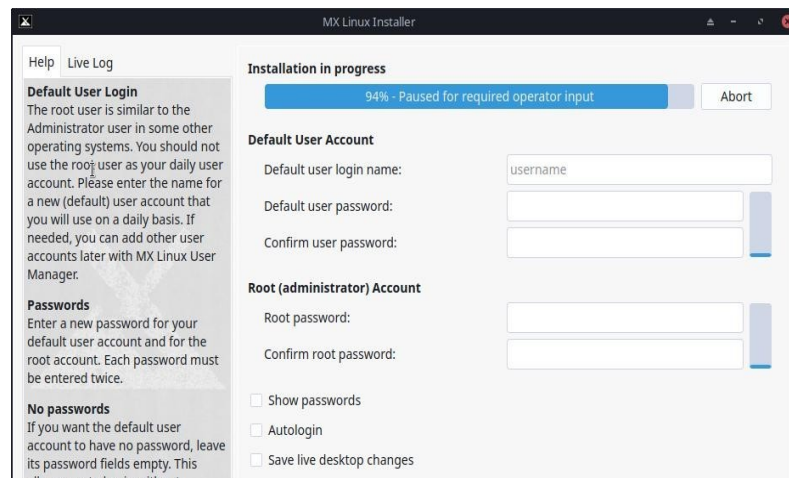 MX Linux Installer
Help
Live Log
Default User Login
The root user is similar to the
Administrator user in some other
operating systems. You should not
use the root user as your daily user
account. Please enter the name for
a new (default) user account that
you will use on a daily basis. If
needed, you can add other user
accounts later with MX Linux User
Manager.
Passwords
Enter a new password for your
default user account and for the
root account. Each password must
be entered twice.
No passwords
If you want the default user
account to have no password, leave
its password fields empty. This
Installation in progress
94% - Paused for required operator input
Abort
Default User Account
Default user login name:
username
Default user password:
Confirm user password:
Root (administrator) Account
Root password:
Confirm root password:
Show passwords
Autologin
Save live desktop changes